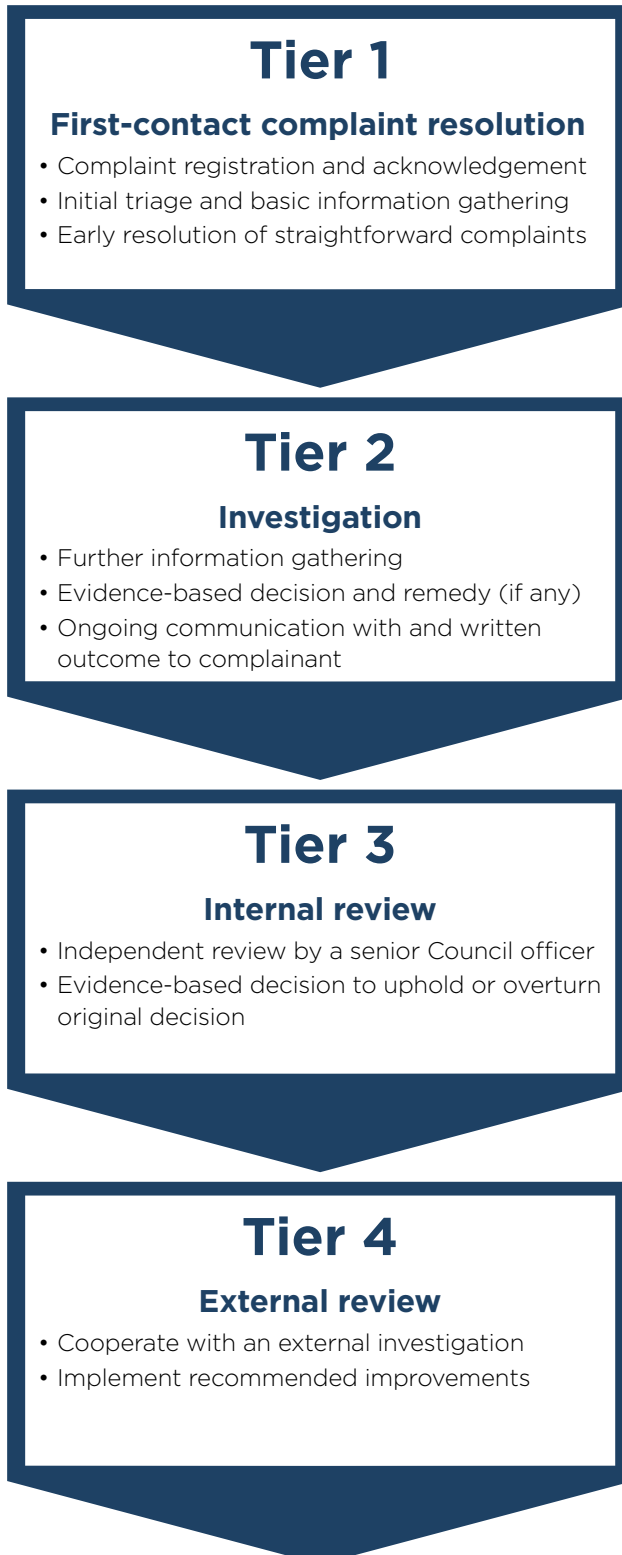 Tier 1
First-contact complaint resolution
• Complaint registration and acknowledgement
• Initial triage and basic information gathering
• Early resolution of straightforward complaints
Tier 2
Investigation
• Further information gathering
• Evidence-based decision and remedy (if any)
• Ongoing communication with and written
outcome to complainant
Tier 3
Internal review
• Independent review by a senior Council officer
• Evidence-based decision to uphold or overturn
original decision
Tier 4
External review
• Cooperate with an external investigation
• Implement recommended improvements